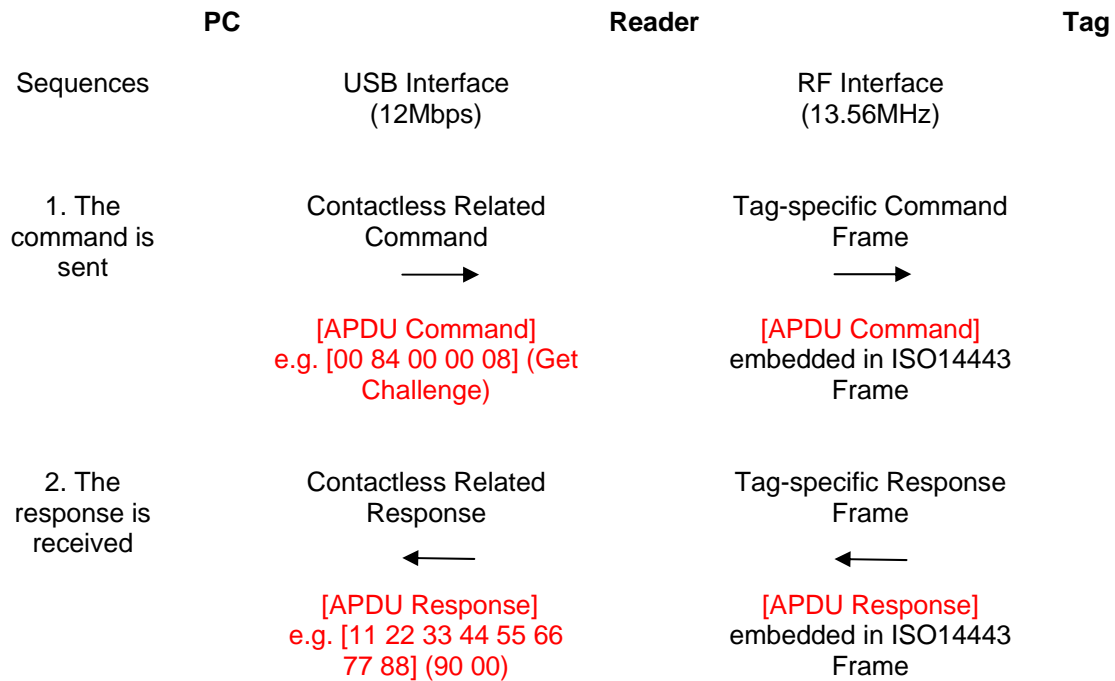 PC Reader Tag
Sequences USB Interface RF Interface
(12Mbps) (13.56MHz)
1. The Contactless Related Tag-specific Command
command is Command Frame
sent
[APDU Command] [APDU Command]
e.g. [00 84 00 00 08] (Get embedded in ISO14443
Challenge) Frame
2. The Contactless Related Tag-specific Response
response is Response Frame
received
[APDU Response] [APDU Response]
e.g. [11 22 33 44 55 66 embedded in ISO14443
77 88] (90 00) Frame